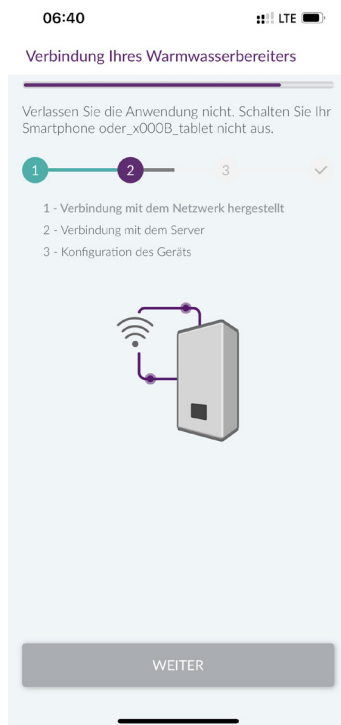 06:40
LTE
Verbindung Ihres Warmwasserbereiters
Verlassen Sie die Anwendung nicht. Schalten Sie Ihr
Smartphone oder_x000B_tablet nicht aus.
1
2
3
1 - Verbindung mit dem Netzwerk hergestellt
2 - Verbindung mit dem Server
3 - Konfiguration des Geräts
WEITER